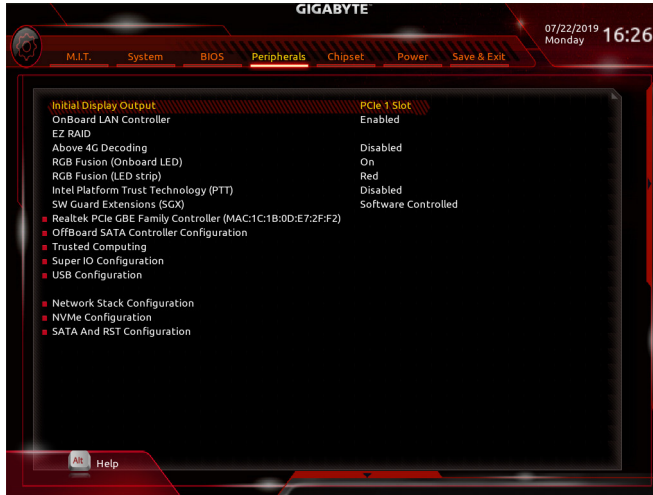 GIGABYTE™
07/22/2019
Monday
16:26
M.I.T. System BIOS Peripherals Chipset Power Save & Exit
Initial Display Output PCIe 1 Slot
OnBoard LAN Controller Enabled
EZ RAID
Above 4G Decoding Disabled
RGB Fusion (Onboard LED) On
RGB Fusion (LED strip) Red
Intel Platform Trust Technology (PTT) Disabled
SW Guard Extensions (SGX) Software Controlled
Realtek PCIe GBE Family Controller (MAC:1C:1B:0D:E7:2F:F2)
OffBoard SATA Controller Configuration
Trusted Computing
Super IO Configuration
USB Configuration
Network Stack Configuration
NVMe Configuration
SATA And RST Configuration
Alt Help